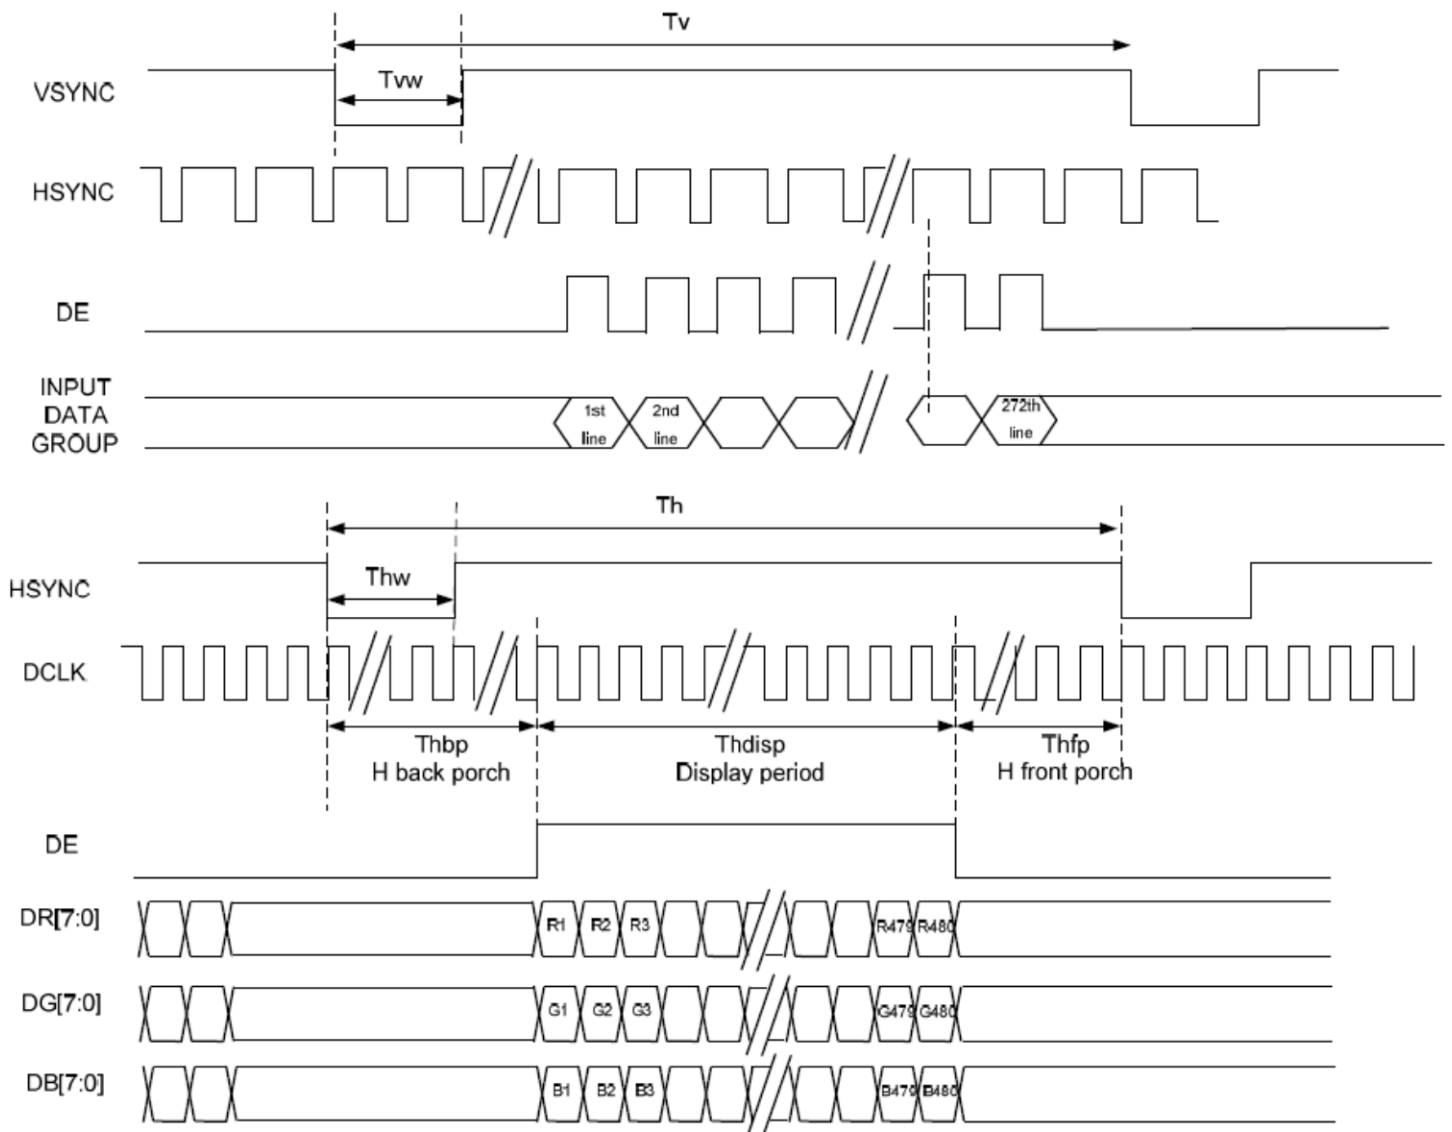 Tv
VSYNC
Tvw
HSYNC
DE
INPUT
DATA
GROUP
1st
line
2nd
line
272th
line
Th
HSYNC
Thw
DCLK
Thbp
H back porch
Thdisp
Display period
Thfp
H front porch
DE
DR[7:0]
R1 R2 R3 R479 R480
DG[7:0]
G1 G2 G3 G479 G480
DB[7:0]
B1 B2 B3 B479 B480